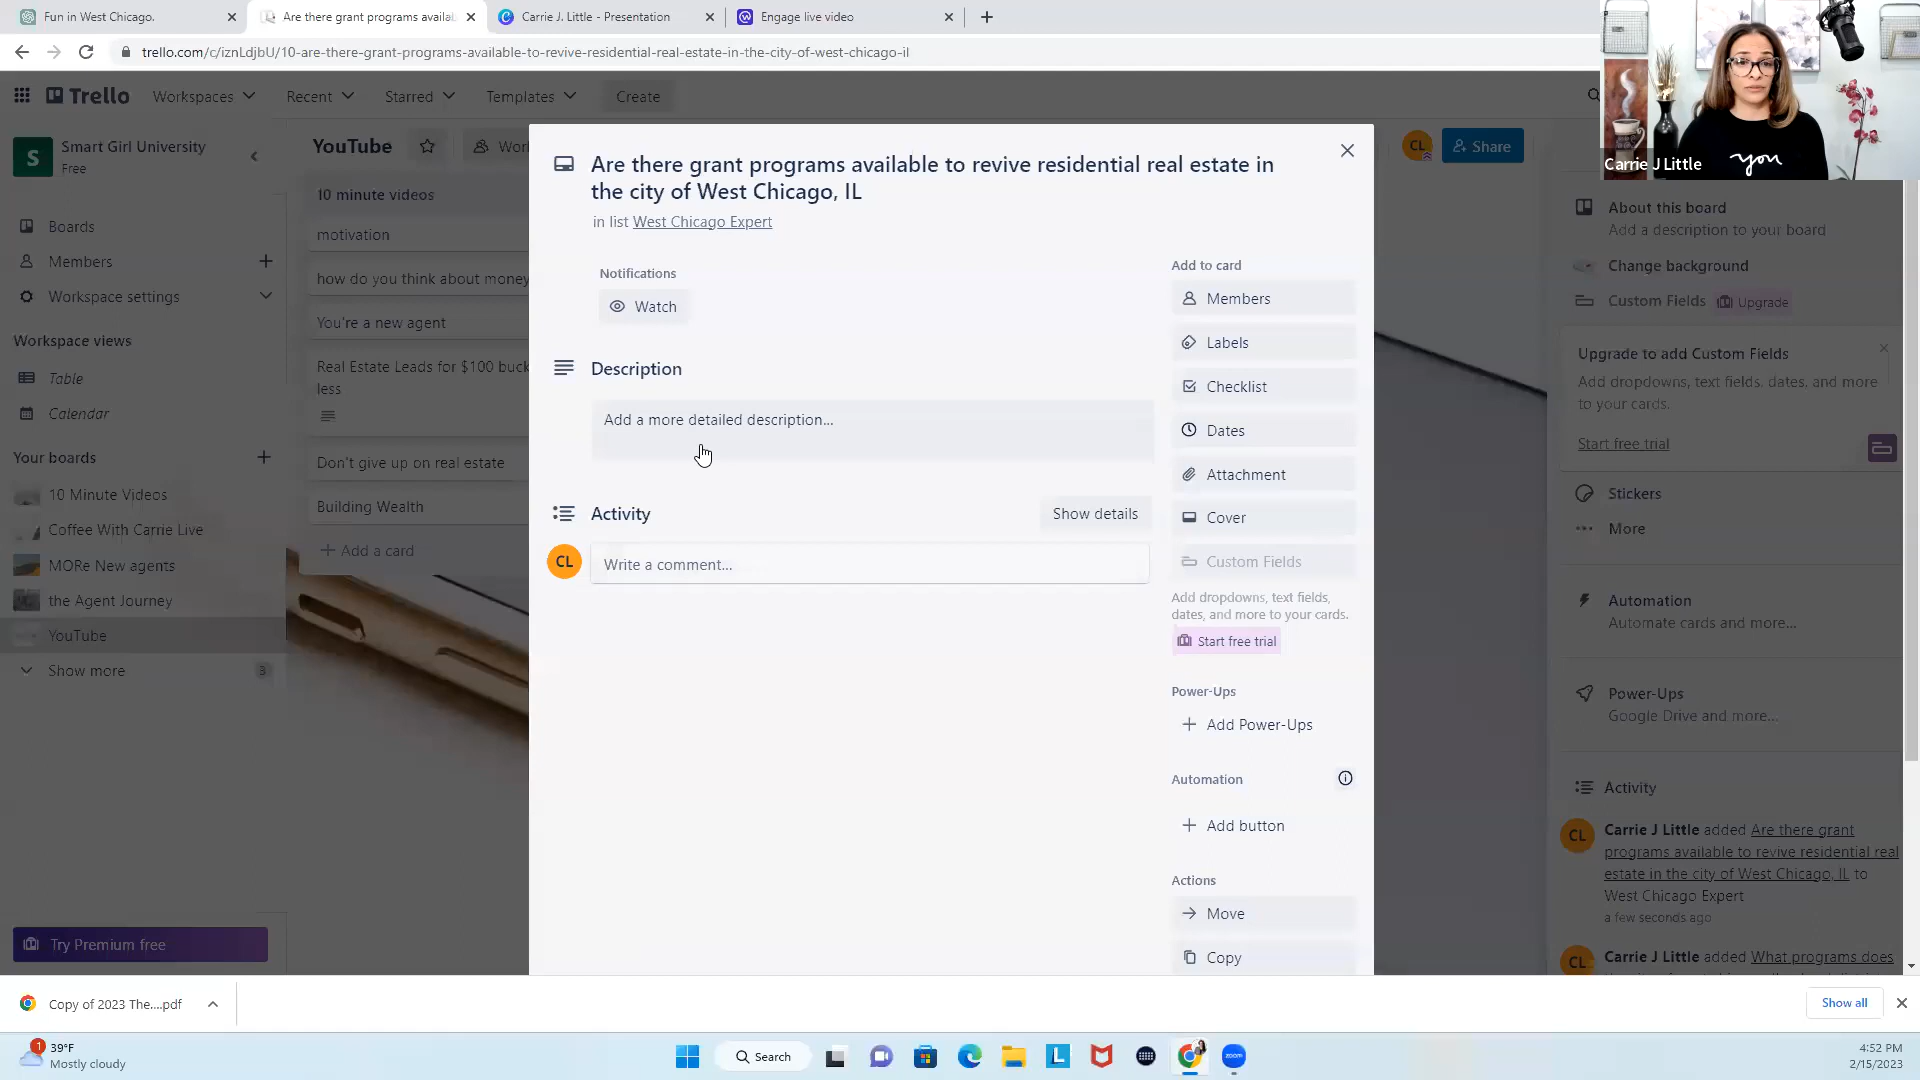 Fun in West Chicago.
Are there grant programs availa
Carrie J. Little - Presentation
Engage live video
trello.com/c/iznLdjbU/10-are-there-grant-programs-available-to-revive-residential-real-estate-in-the-city-of-west-chicago-il
Trello
Workspaces
Recent
Starred
Templates
Create
S
Smart Girl University
Free
Boards
Members
Workspace settings
Workspace views
Table
Calendar
Your boards
10 Minute Videos
Coffee With Carrie Live
MORe New agents
the Agent Journey
YouTube
Show more
3
Try Premium free
YouTube
10 minute videos
motivation
how do you think about money
You're a new agent
Real Estate Leads for $100 buck
less
Don't give up on real estate
Building Wealth
Add a card
Are there grant programs available to revive residential real estate in
the city of West Chicago, IL
in list West Chicago Expert
Notifications
Watch
Description
Add a more detailed description...
Activity
Show details
CL
Write a comment...
Add to card
Members
Labels
Checklist
Dates
Attachment
Cover
Custom Fields
Add dropdowns, text fields,
dates, and more to your cards.
Start free trial
Power-Ups
Add Power-Ups
Automation
Add button
Actions
Move
Copy
CL
Share
you
Carrie J Little
About this board
Add a description to your board
Change background
Custom Fields
Upgrade
Upgrade to add Custom Fields
Add dropdowns, text fields, dates, and more
to your cards.
Start free trial
Stickers
More
Automation
Automate cards and more...
Power-Ups
Google Drive and more...
Activity
CL
Carrie J Little added Are there grant
programs available to revive residential real
estate in the city of West Chicago, IL to
West Chicago Expert
a few seconds ago
CL
Carrie J Little added What programs does
Copy of 2023 The....pdf
Show all
1
39°F
Mostly cloudy
Search
L
zoom
4:52 PM
2/15/2023